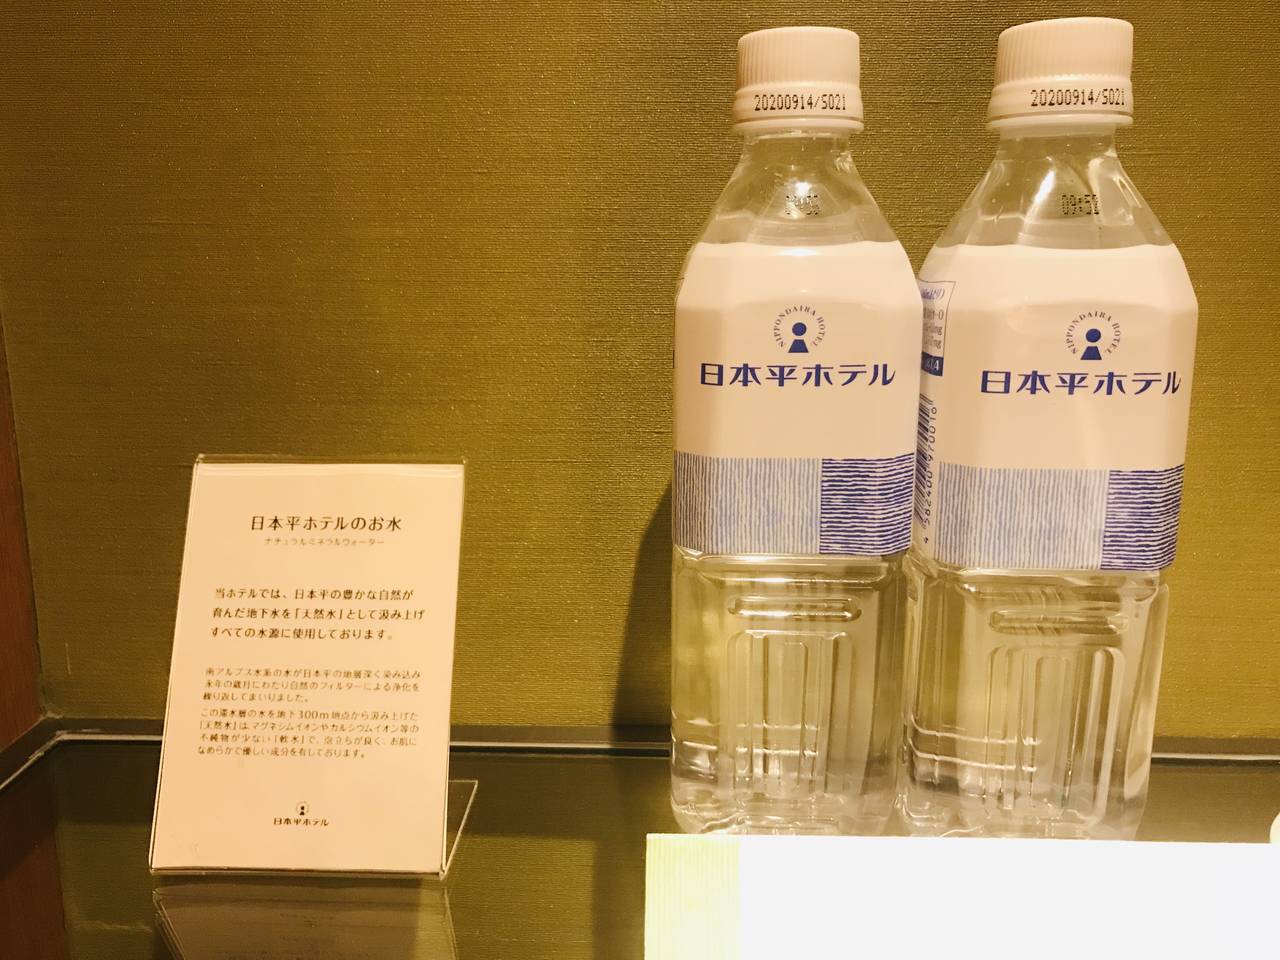 日本平ホテルのお水
ナチュラルミネラルウォーター
当ホテルでは、日本平の豊かな自然が
育んだ地下水を「天然水」として汲み上げ
すべての水源に使用しております。
南アルプス水系の水が日本平の地層深く染み込み
永年の歳月にわたり自然のフィルターによる浄化を
繰り返してまいりました。
この滞水層の水を地下300m地点から汲み上げた
「天然水」は、マグネシムイオンやカルシウムイオン等の
不純物が少ない「軟水」で、泡立ちが良く、お肌に
なめらかで優しい成分を有しております。
日本平ホテル
20200914/S021
NIPPONDAIRA HOTEL
日本平ホテル
20200914/S021
09:52
NIPPONDAIRA HOTEL
日本平ホテル
4 582400 970016